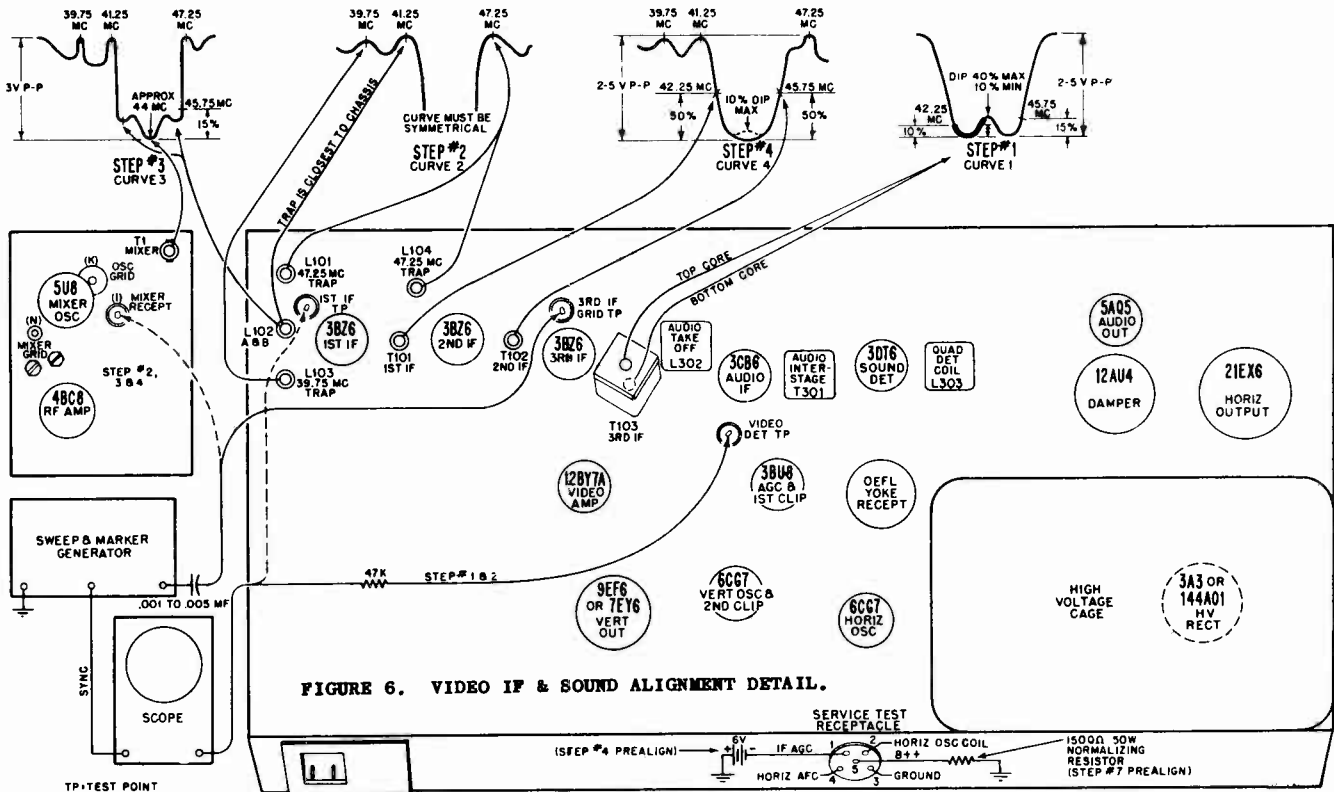 39.75 MC
41.25 MC
47.25 MC
3V P-P
APPROX 44 MC
45.75 MC
15%
STEP #3
CURVE 3
39.75 MC
41.25 MC
47.25 MC
CURVE MUST BE SYMMETRICAL
STEP #2
CURVE 2
TRAP IS CLOSEST TO CHASSIS
39.75 MC
41.25 MC
47.25 MC
2-5 V P-P
42.25 MC
50%
10% DIP MAX
45.75 MC
50%
STEP #4
CURVE 4
DIP 40% MAX
10% MIN
2-5 V P-P
42.25 MC
10%
45.75 MC
15%
STEP #1
CURVE 1
T1 MIXER
(K) OSC GRID
5U8 MIXER OSC
(I) MIXER RECEPT
(N) MIXER GRID
STEP #2, 3 & 4
4BC8 RF AMP
L101
47.25 MC TRAP
L104
47.25 MC TRAP
1ST IF TP
L102 A & B
3BZ6 1ST IF
T101 1ST IF
3BZ6 2ND IF
T102 2ND IF
3RD IF GRID TP
3BZ6 3RD IF
L103 39.75 MC TRAP
TOP CORE
BOTTOM CORE
T103 3RD IF
AUDIO TAKE OFF L302
3CB6 AUDIO IF
AUDIO INTER-STAGE T301
3DT6 SOUND DET
QUAD DET COIL L303
5AQ5 AUDIO OUT
12AU4 DAMPER
21EX6 HORIZ OUTPUT
VIDEO DET TP
12BY7A VIDEO AMP
3BU8 AGC & 1ST CLIP
DEFL YOKE RECEPT
SWEEP & MARKER GENERATOR
.001 TO .005 MF
47K
STEP # 1 & 2
9EF6 OR 7EY6 VERT OUT
6CG7 VERT OSC & 2ND CLIP
6CG7 HORIZ OSC
HIGH VOLTAGE CAGE
3A3 OR 144A01 HV RECT
SYNC
SCOPE
FIGURE 6. VIDEO IF & SOUND ALIGNMENT DETAIL.
SERVICE TEST RECEPTACLE
(STEP #4 PREALIGN)
6V
+ -
IF AGC
1
2
HORIZ OSC COIL
B++
5
HORIZ AFC
4
3
GROUND
1500Ω 50W
NORMALIZING RESISTOR
(STEP #7 PREALIGN)
TP=TEST POINT